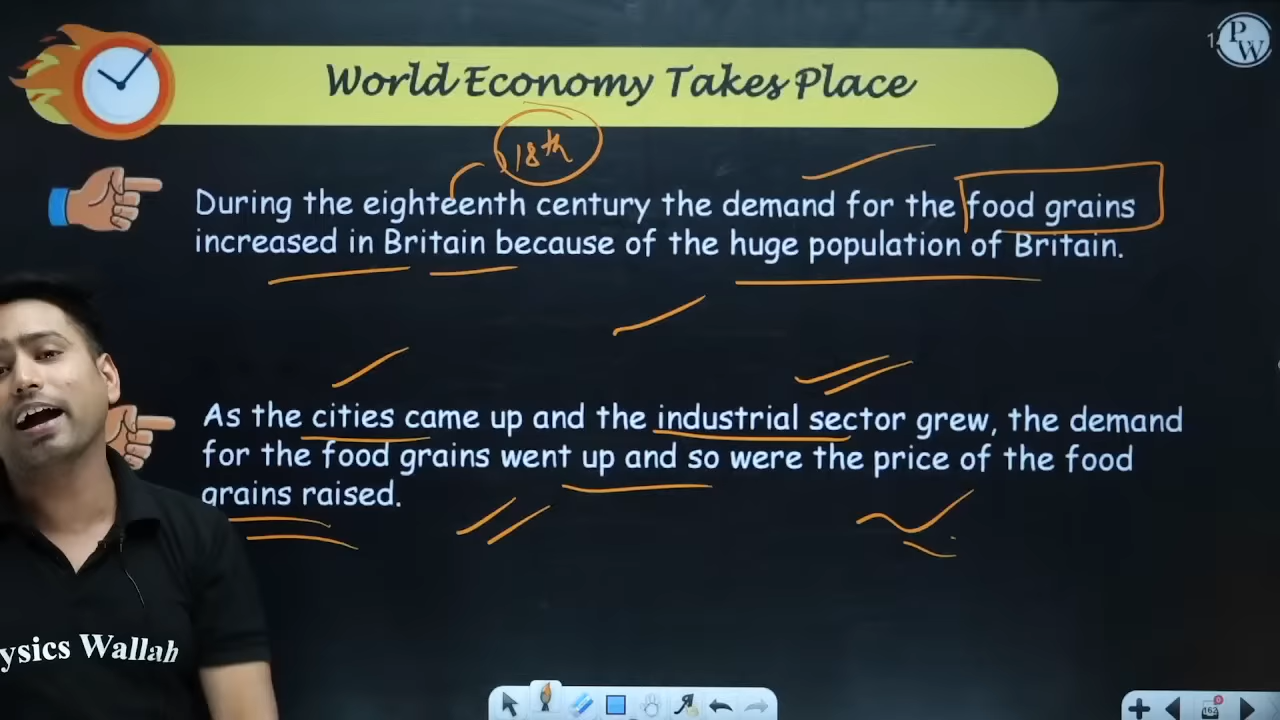 World Economy Takes Place
PW
18th
During the eighteenth century the demand for the food grains
increased in Britain because of the huge population of Britain.
As the cities came up and the industrial sector grew, the demand
for the food grains went up and so were the price of the food
grains raised.
ysics Wallah
162